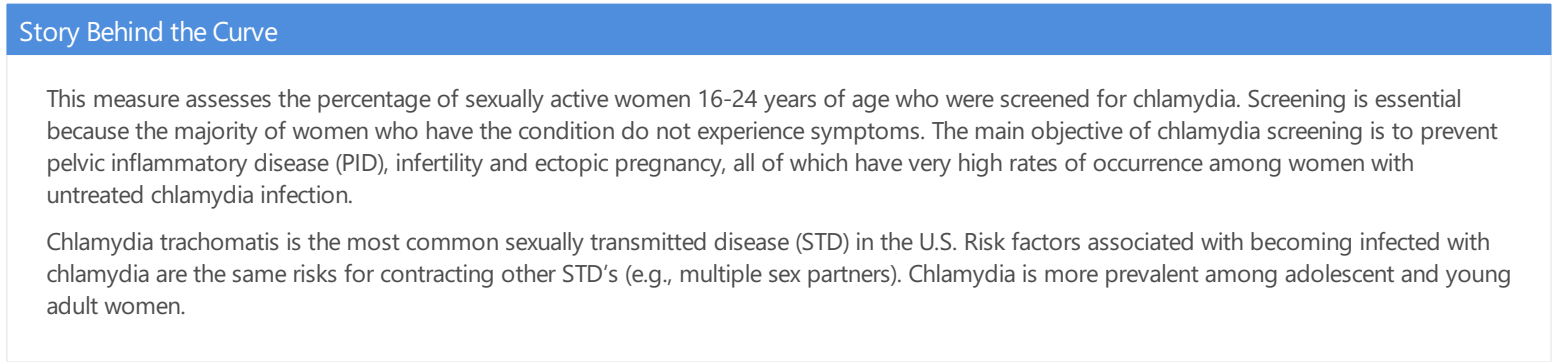 Story Behind the Curve
This measure assesses the percentage of sexually active women 16-24 years of age who were screened for chlamydia. Screening is essential
because the majority of women who have the condition do not experience symptoms. The main objective of chlamydia screening is to prevent
pelvic inflammatory disease (PID), infertility and ectopic pregnancy, all of which have very high rates of occurrence among women with
untreated chlamydia infection.
Chlamydia trachomatis is the most common sexually transmitted disease (STD) in the U.S. Risk factors associated with becoming infected with
chlamydia are the same risks for contracting other STD’s (e.g., multiple sex partners). Chlamydia is more prevalent among adolescent and young
adult women.